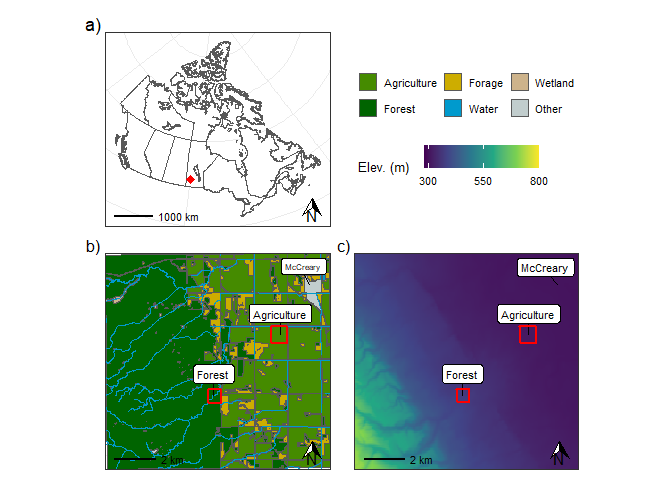 a)
Agriculture Forage Wetland
Forest Water Other
Elev. (m)
300 550 800
1000 km
N
b) c)
McCreary McCreary
Agriculture Agriculture
Forest Forest
2 km N 2 km N